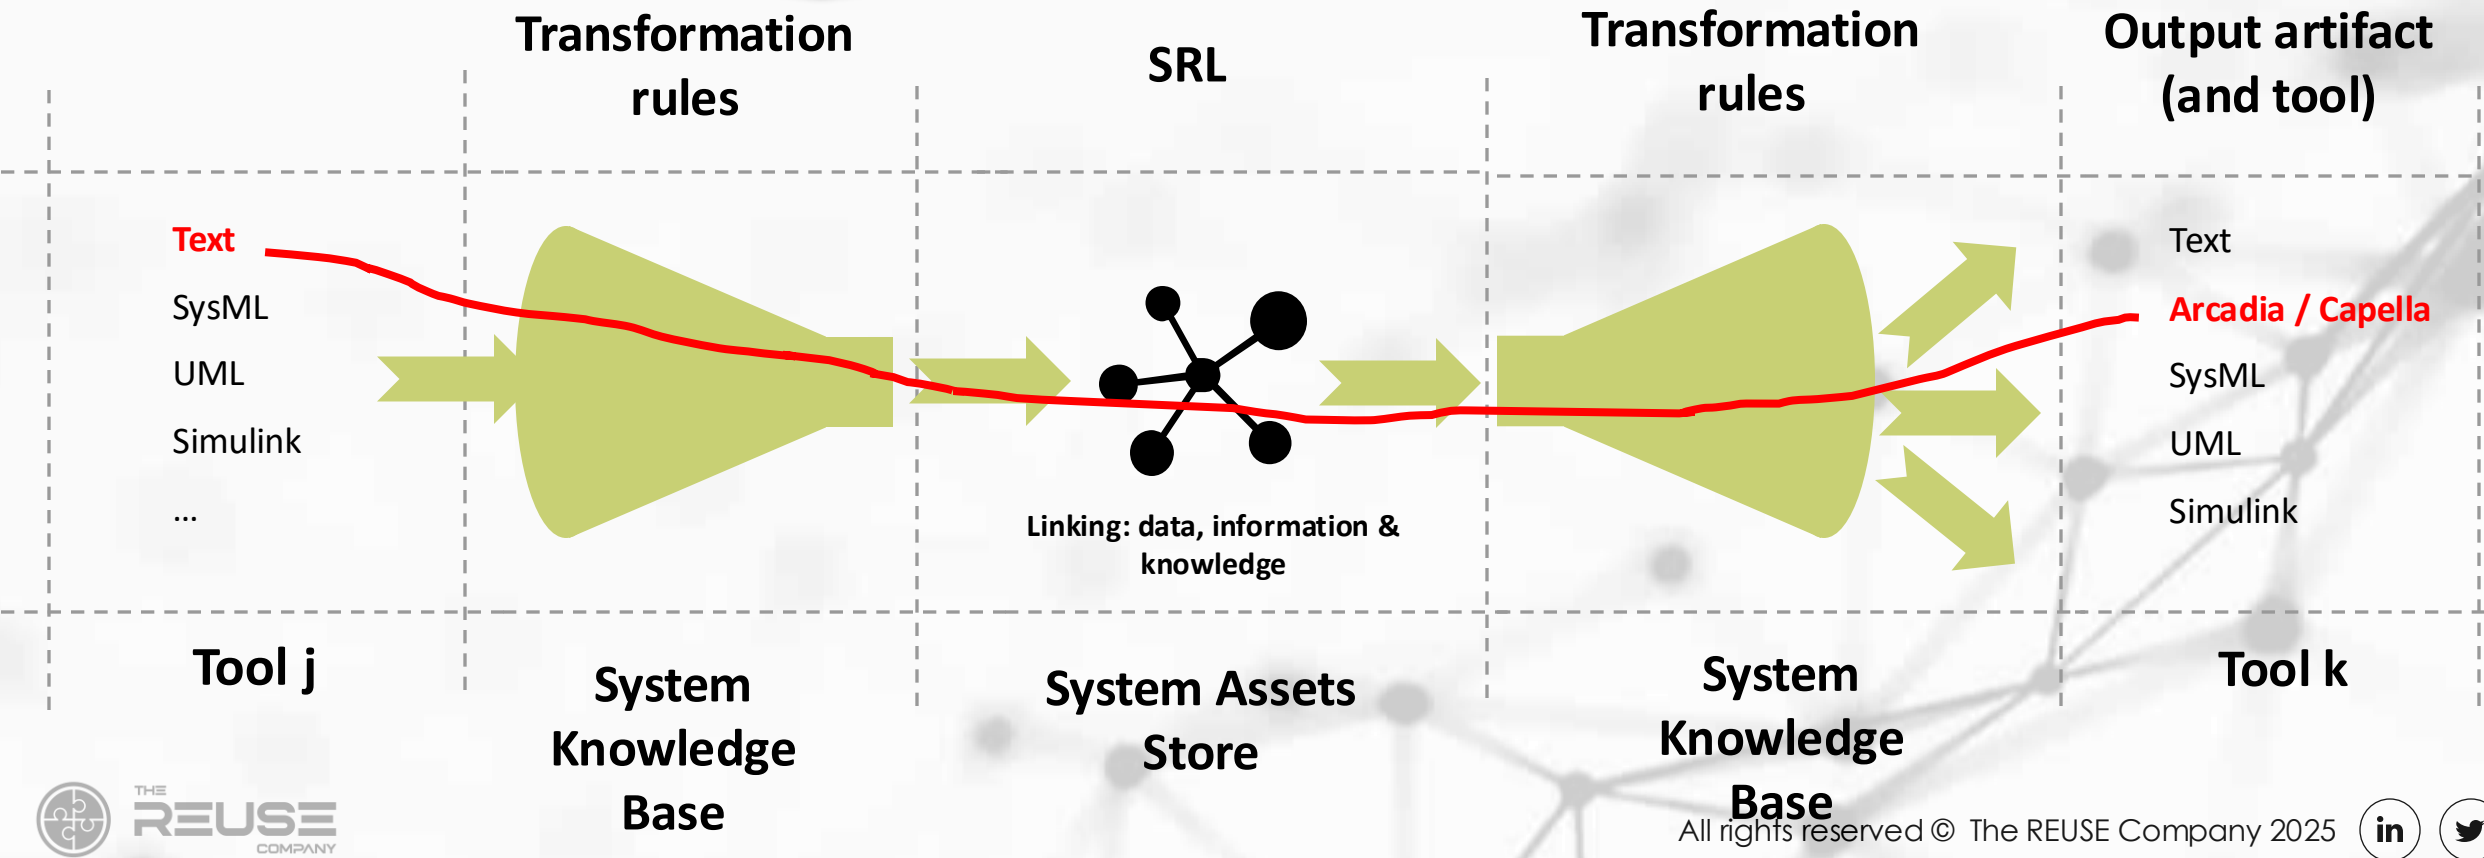 Transformation
rules
SRL
Transformation
rules
Output artifact
(and tool)
Text
SysML
UML
Simulink
...
Linking: data, information &
knowledge
Text
Arcadia / Capella
SysML
UML
Simulink
Tool j
System
Knowledge
Base
System Assets
Store
System
Knowledge
Base
Tool k
THE
REUSE
COMPANY
All rights reserved © The REUSE Company 2025
in